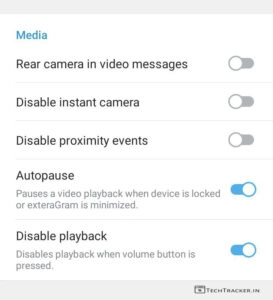 Media
Rear camera in video messages
Disable instant camera
Disable proximity events
Autopause
Pauses a video playback when device is locked
or exteraGram is minimized.
Disable playback
Disables playback when volume button is
pressed.
TECHTRACKER.IN